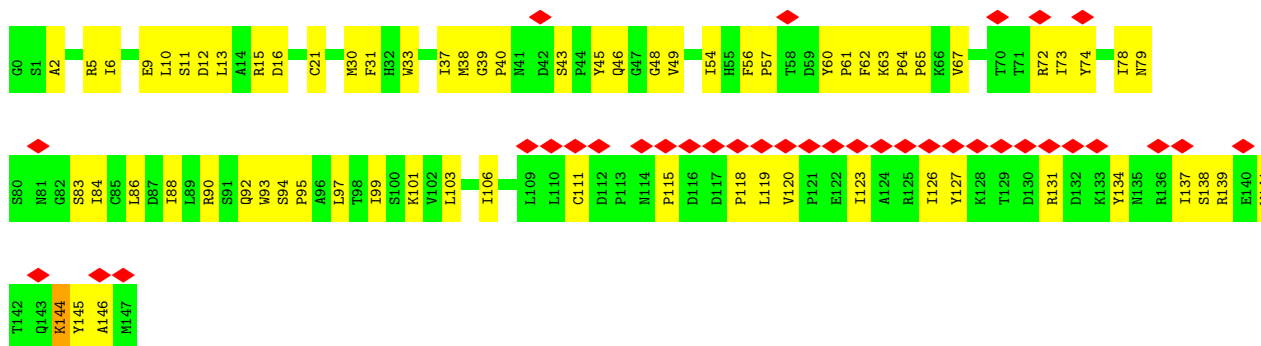 G0 S1 A2 R5 I6 E9 L10 S11 D12 L13 A14 R15 D16 C21 M30 F31 H32 W33 I37 M38 G39 P40 N41 D42 S43 P44 Y45 Q46 G47 G48 V49 I54 H55 F56 P57 T58 D59 Y60 P61 F62 K63 P64 P65 K66 V67 T70 T71 R72 I73 Y74 I78 N79
S80 N81 G82 S83 I84 C85 L86 D87 I88 L89 R90 S91 Q92 W93 S94 P95 A96 L97 T98 I99 S100 K101 V102 L103 I106 L109 L110 C111 D112 P113 N114 P115 D116 D117 P118 L119 V120 P121 E122 I123 A124 R125 I126 Y127 K128 T129 D130 R131 D132 K133 Y134 N135 R136 I137 S138 R139 E140
T142 Q143 K144 Y145 A146 M147